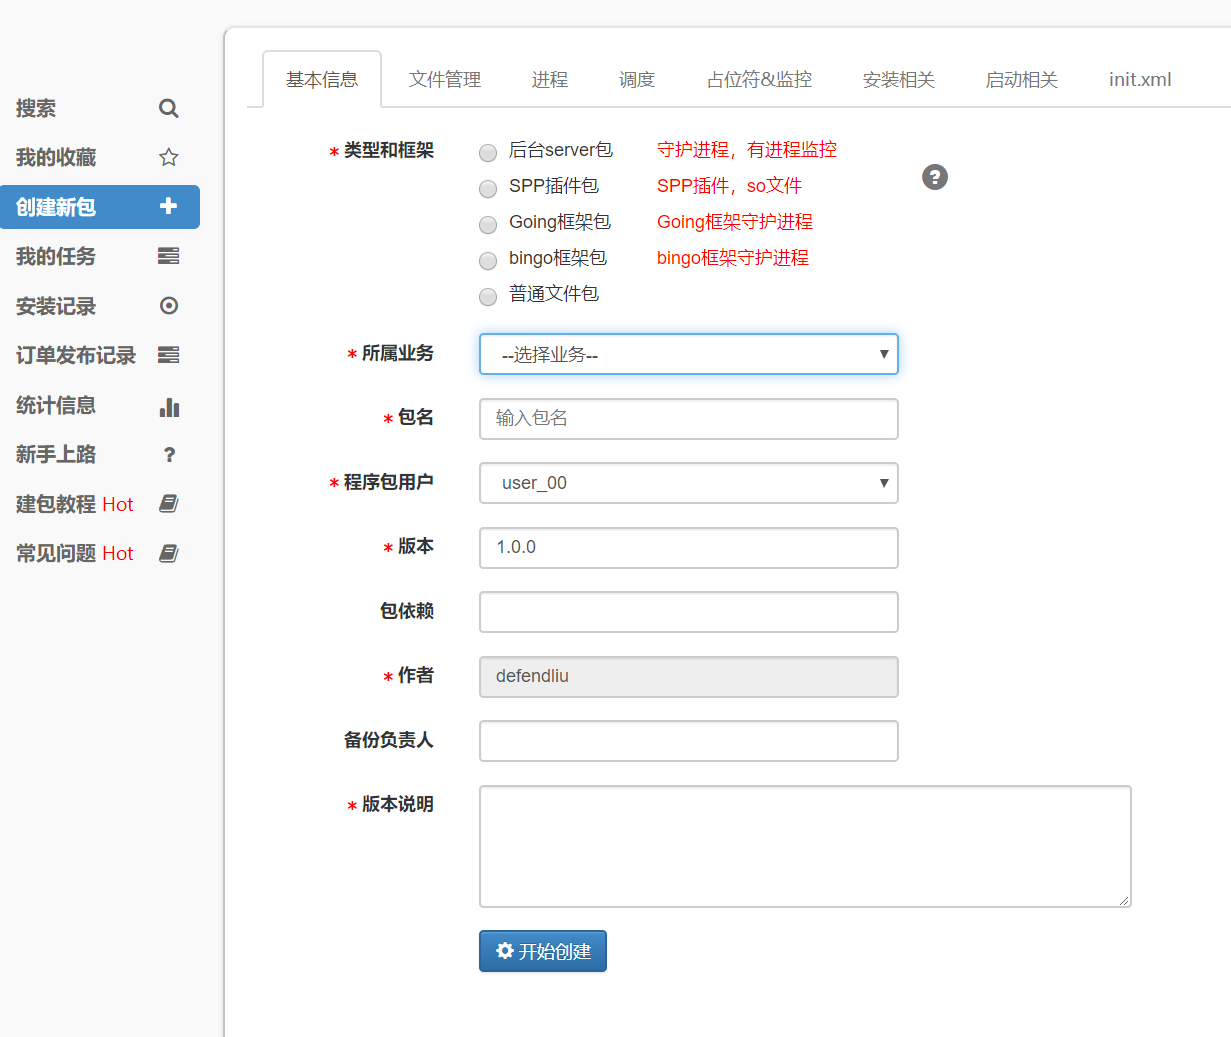 搜索
我的收藏
创建新包
我的任务
安装记录
订单发布记录
统计信息
新手上路
建包教程 Hot
常见问题 Hot
基本信息 文件管理 进程 调度 占位符&监控 安装相关 启动相关 init.xml
* 类型和框架 后台server包 守护进程，有进程监控
SPP插件包 SPP插件，so文件
Going框架包 Going框架守护进程
bingo框架包 bingo框架守护进程
普通文件包
* 所属业务 --选择业务--
* 包名 输入包名
* 程序包用户 user_00
* 版本 1.0.0
包依赖
* 作者 defendliu
备份负责人
* 版本说明
开始创建